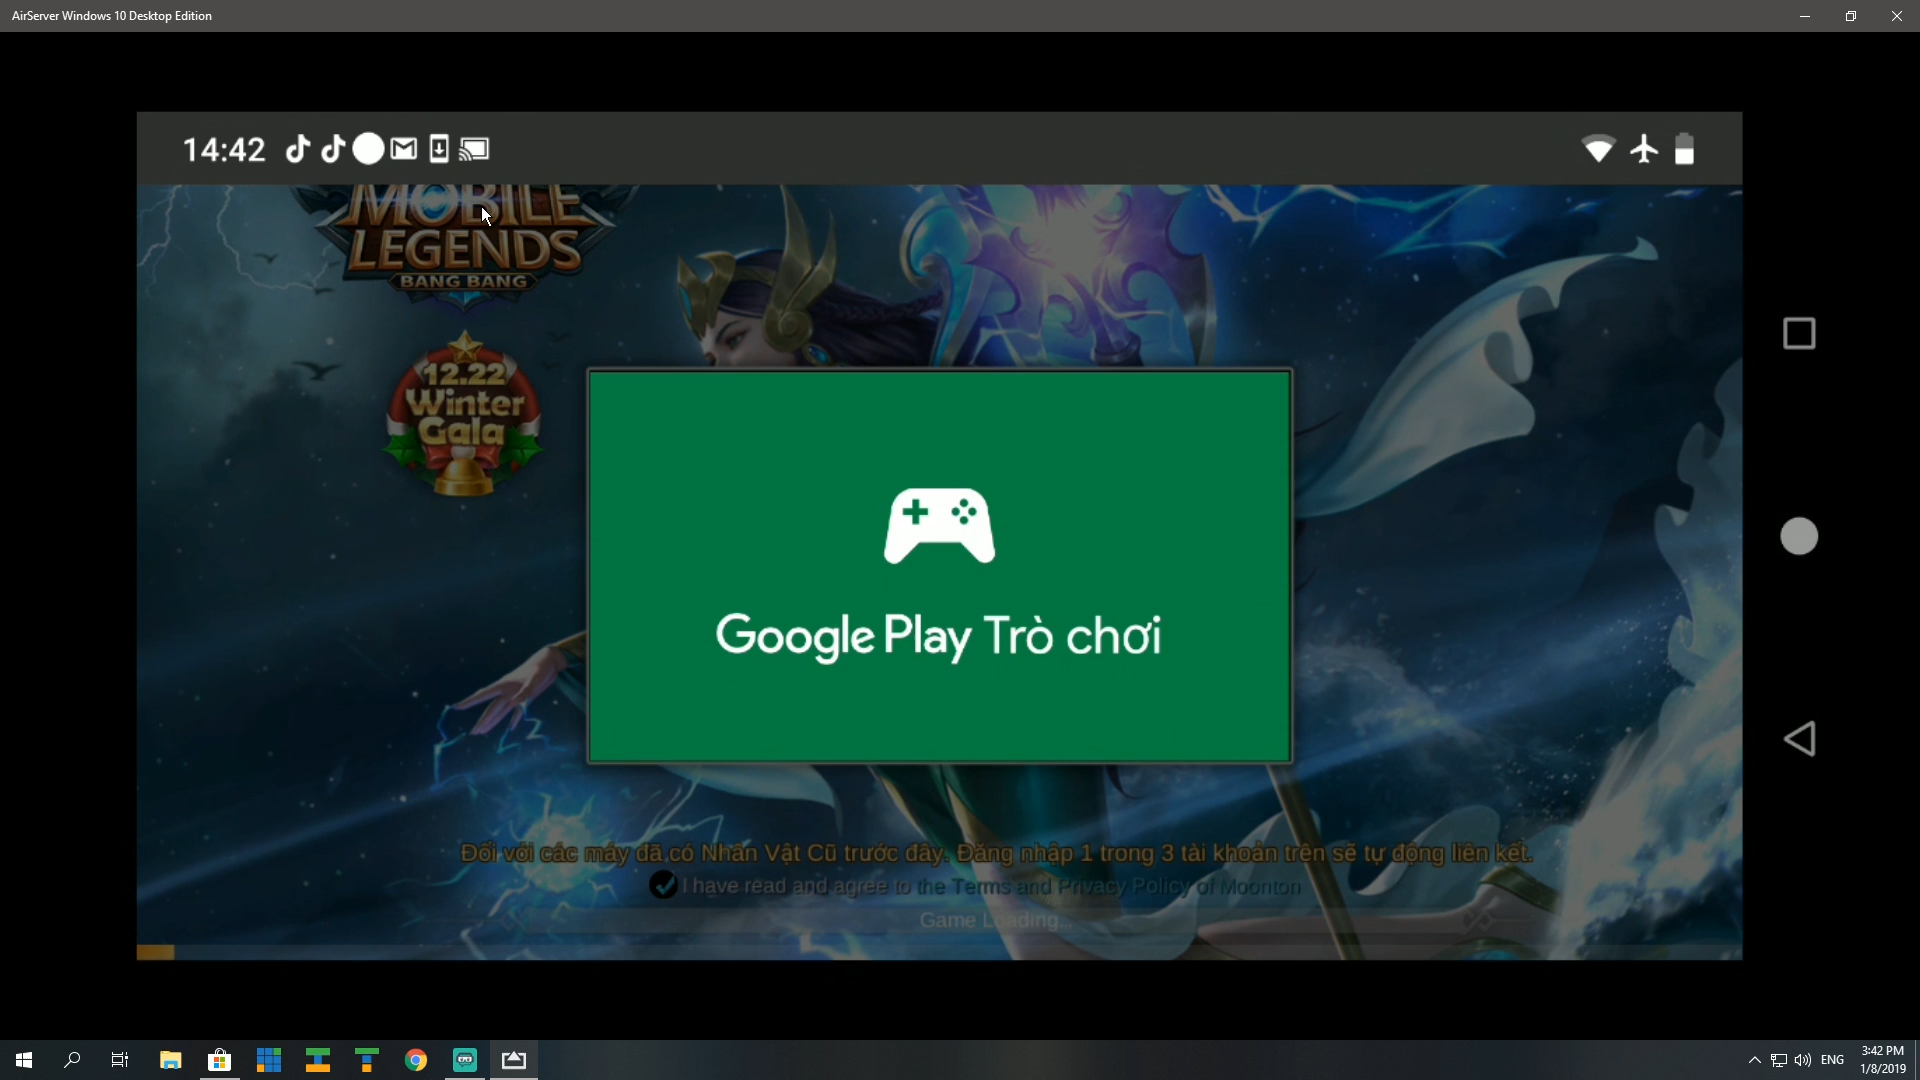 AirServer Windows 10 Desktop Edition
14:42
MOBILE
LEGENDS
BANG BANG
12.22
Winter
Gala
Google Play Trò chơi
Đối với các máy đã có Nhân Vật Cũ trước đây. Đăng nhập 1 trong 3 tài khoản trên sẽ tự động liên kết.
I have read and agree to the Terms and Privacy Policy of Moonton
Game Loading...
ENG
3:42 PM
1/8/2019